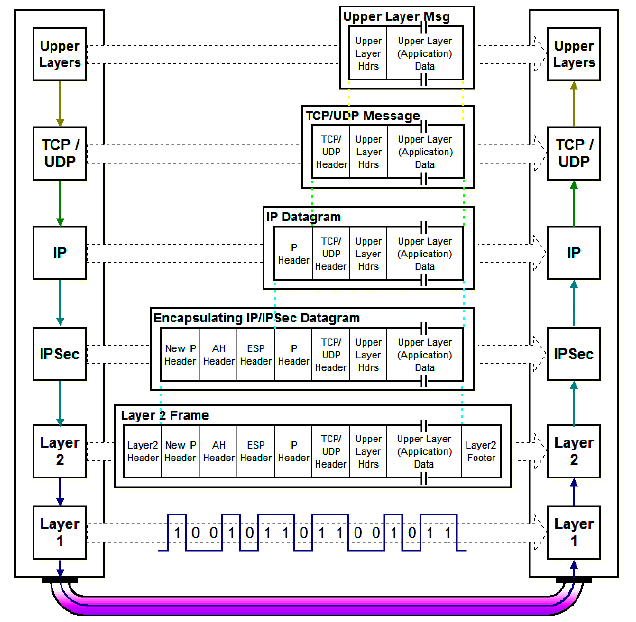 Upper Layer Msg
Upper
Layers
Upper
Layer
Hdrs
Upper Layer
(Application)
Data
Upper
Layers
TCP/UDP Message
TCP /
UDP
TCP/
UDP
Header
Upper
Layer
Hdrs
Upper Layer
(Application)
Data
TCP /
UDP
IP Datagram
IP
IP
Header
TCP/
UDP
Header
Upper
Layer
Hdrs
Upper Layer
(Application)
Data
IP
Encapsulating IP/IPSec Datagram
IPSec
New IP
Header
AH
Header
ESP
Header
IP
Header
TCP/
UDP
Header
Upper
Layer
Hdrs
Upper Layer
(Application)
Data
IPSec
Layer 2 Frame
Layer
2
Layer2
Header
New IP
Header
AH
Header
ESP
Header
IP
Header
TCP/
UDP
Header
Upper
Layer
Hdrs
Upper Layer
(Application)
Data
Layer2
Footer
Layer
2
Layer
1
1 0 0 1 0 1 1 0 1 1 0 0 1 0 1 1
Layer
1